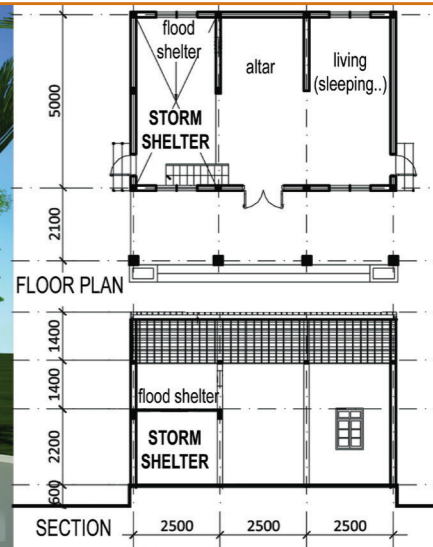 flood
shelter
altar
living
(sleeping..)
STORM
SHELTER
5000
2100
FLOOR PLAN
1400
1400
flood shelter
STORM
SHELTER
2200
600
SECTION
2500
2500
2500